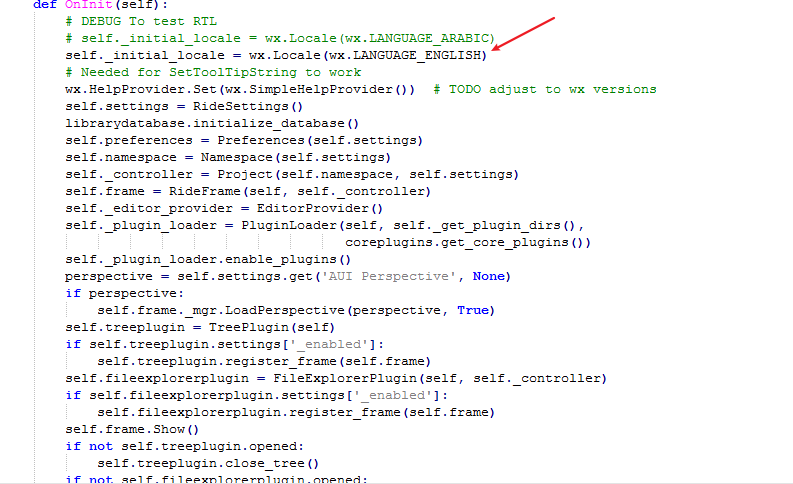 def OnInit(self):
# DEBUG To test RTL
# self._initial_locale = wx.Locale(wx.LANGUAGE_ARABIC)
self._initial_locale = wx.Locale(wx.LANGUAGE_ENGLISH)
# Needed for SetToolTipString to work
wx.HelpProvider.Set(wx.SimpleHelpProvider())  # TODO adjust to wx versions
self.settings = RideSettings()
librarydatabase.initialize_database()
self.preferences = Preferences(self.settings)
self.namespace = Namespace(self.settings)
self._controller = Project(self.namespace, self.settings)
self.frame = RideFrame(self, self._controller)
self._editor_provider = EditorProvider()
self._plugin_loader = PluginLoader(self, self._get_plugin_dirs(),
coreplugins.get_core_plugins())
self._plugin_loader.enable_plugins()
perspective = self.settings.get('AUI Perspective', None)
if perspective:
self.frame._mgr.LoadPerspective(perspective, True)
self.treeplugin = TreePlugin(self)
if self.treeplugin.settings['_enabled']:
self.treeplugin.register_frame(self.frame)
self.fileexplorerplugin = FileExplorerPlugin(self, self._controller)
if self.fileexplorerplugin.settings['_enabled']:
self.fileexplorerplugin.register_frame(self.frame)
self.frame.Show()
if not self.treeplugin.opened:
self.treeplugin.close_tree()
if not self.fileexplorerplugin.opened: